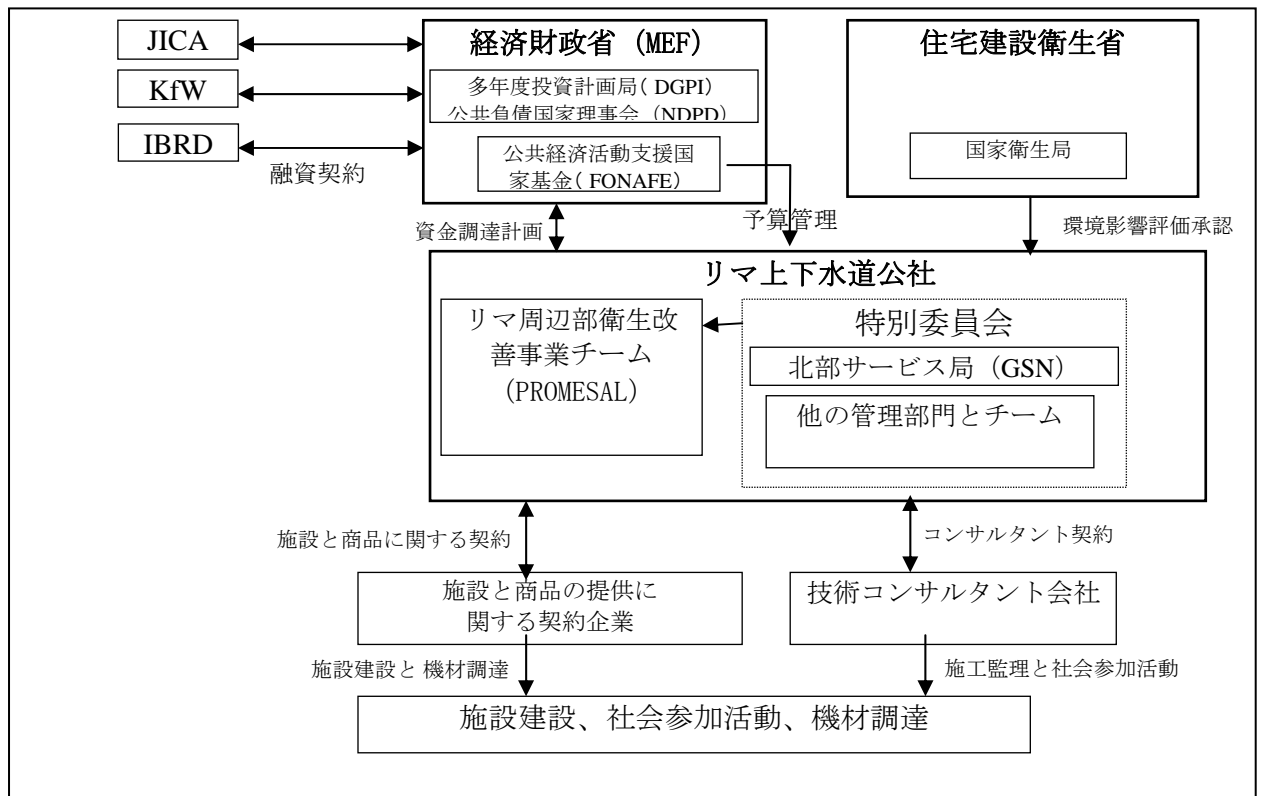 JICA
KfW
IBRD
融資契約
経済財政省（MEF）
多年度投資計画局( DGPI)
公共負債国家理事会（NDPD）
公共経済活動支援国
家基金( FONAFE)
住宅建設衛生省
国家衛生局
資金調達計画
予算管理
環境影響評価承認
リマ上下水道公社
リマ周辺部衛生改
善事業チーム
(PROMESAL)
特別委員会
北部サービス局（GSN）
他の管理部門とチーム
施設と商品に関する契約
コンサルタント契約
施設と商品の提供に
関する契約企業
技術コンサルタント会社
施設建設と 機材調達
施工監理と社会参加活動
施設建設、社会参加活動、機材調達